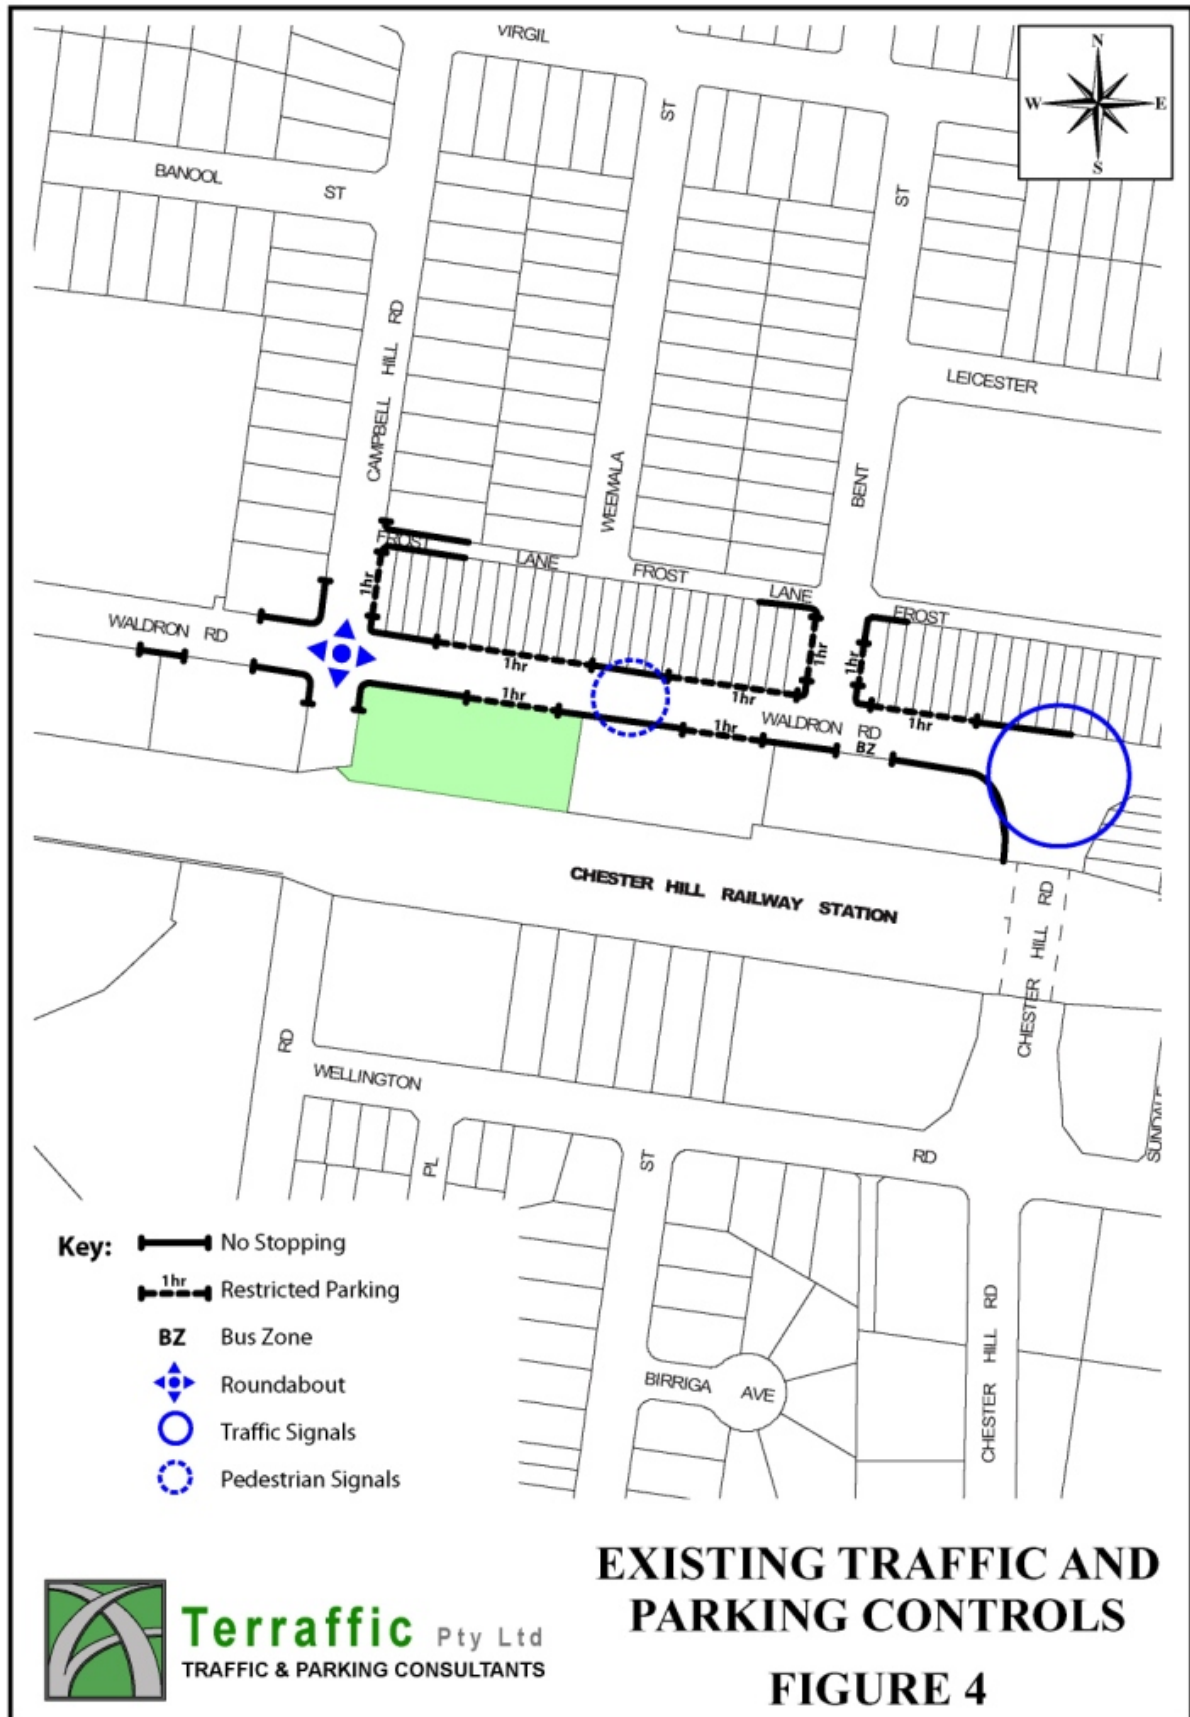 VIRGIL
N
W E
S
ST
BANOOL ST
ST
CAMPBELL HILL RD
LEICESTER
WEEMALA
BENT
FROST LANE
FROST
LANE
FROST
1hr
WALDRON RD
1hr
1hr
1hr
1hr
1hr
1hr
1hr
WALDRON RD
BZ
CHESTER HILL RAILWAY STATION
CHESTER HILL RD
RD
WELLINGTON
RD
PL
ST
SUNDALE
BIRRIGA AVE
CHESTER HILL RD
Key:
No Stopping
1hr
Restricted Parking
BZ Bus Zone
Roundabout
Traffic Signals
Pedestrian Signals
Terraffic Pty Ltd
TRAFFIC & PARKING CONSULTANTS
EXISTING TRAFFIC AND
PARKING CONTROLS
FIGURE 4